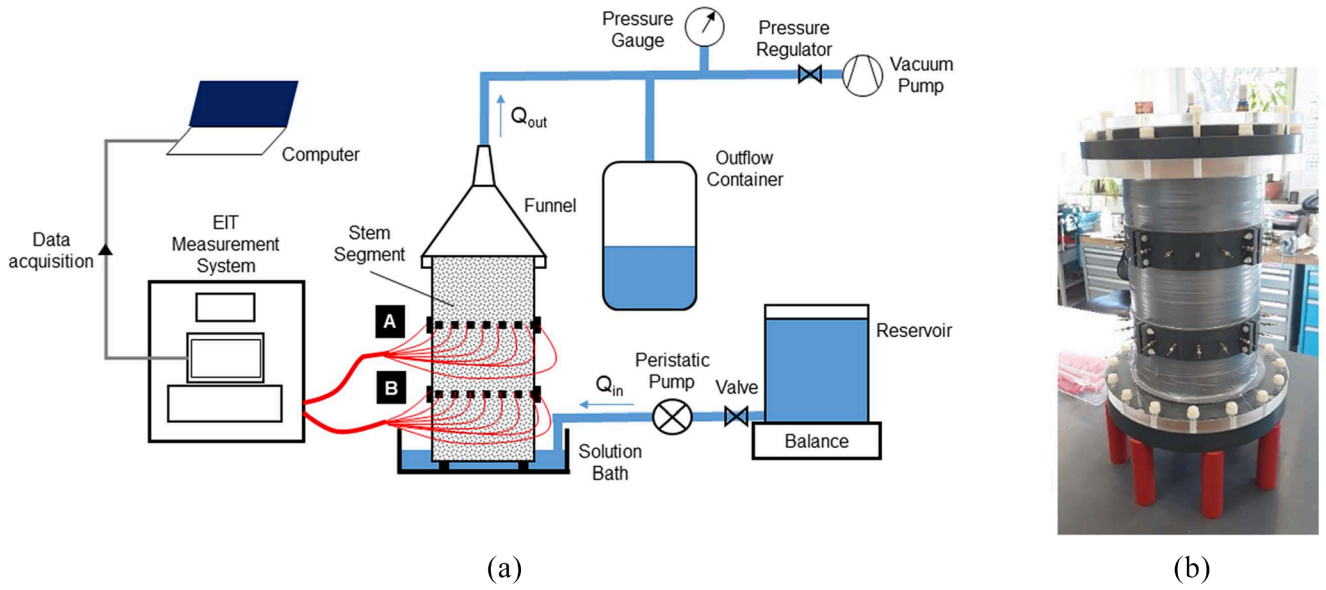 Pressure
Gauge
Pressure
Regulator
Vacuum
Pump
Q_out
Computer
Outflow
Container
Funnel
EIT
Measurement
System
Stem
Segment
Data
acquisition
A
Reservoir
Peristatic
Pump
B
Q_in
Valve
Balance
Solution
Bath
(a)
(b)